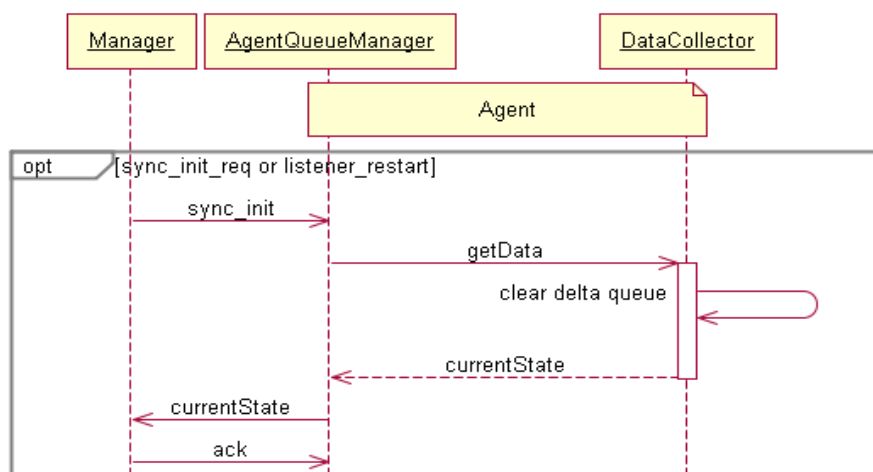 Manager
AgentQueueManager
DataCollector
Agent
opt
[sync_init_req or listener_restart]
sync_init
getData
clear delta queue
currentState
currentState
ack